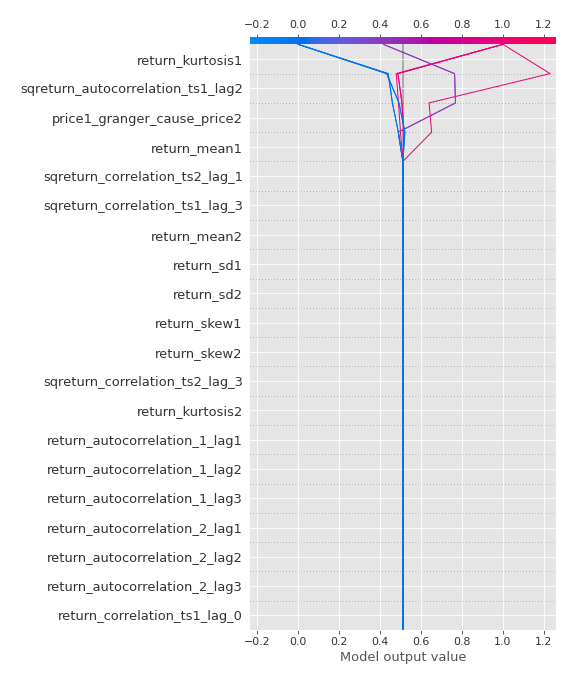 −0.2 0.0 0.2 0.4 0.6 0.8 1.0 1.2
return_kurtosis1
sqreturn_autocorrelation_ts1_lag2
price1_granger_cause_price2
return_mean1
sqreturn_correlation_ts2_lag_1
sqreturn_correlation_ts1_lag_3
return_mean2
return_sd1
return_sd2
return_skew1
return_skew2
sqreturn_correlation_ts2_lag_3
return_kurtosis2
return_autocorrelation_1_lag1
return_autocorrelation_1_lag2
return_autocorrelation_1_lag3
return_autocorrelation_2_lag1
return_autocorrelation_2_lag2
return_autocorrelation_2_lag3
return_correlation_ts1_lag_0
−0.2 0.0 0.2 0.4 0.6 0.8 1.0 1.2
Model output value